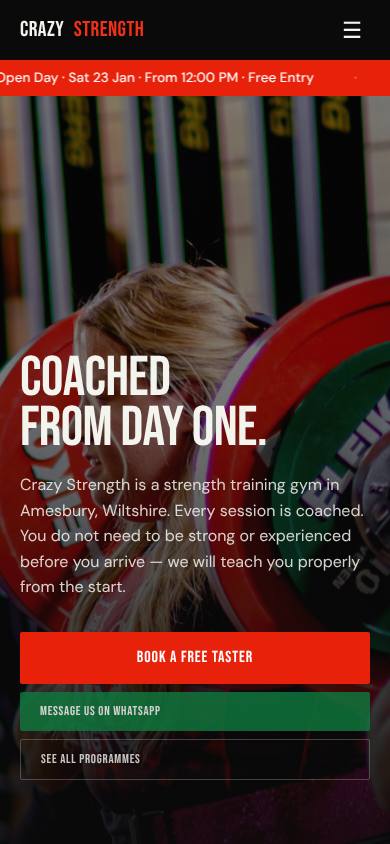 CRAZY STRENGTH
Open Day · Sat 23 Jan · From 12:00 PM · Free Entry ·
COACHED
FROM DAY ONE.
Crazy Strength is a strength training gym in
Amesbury, Wiltshire. Every session is coached.
You do not need to be strong or experienced
before you arrive — we will teach you properly
from the start.
BOOK A FREE TASTER
MESSAGE US ON WHATSAPP
SEE ALL PROGRAMMES